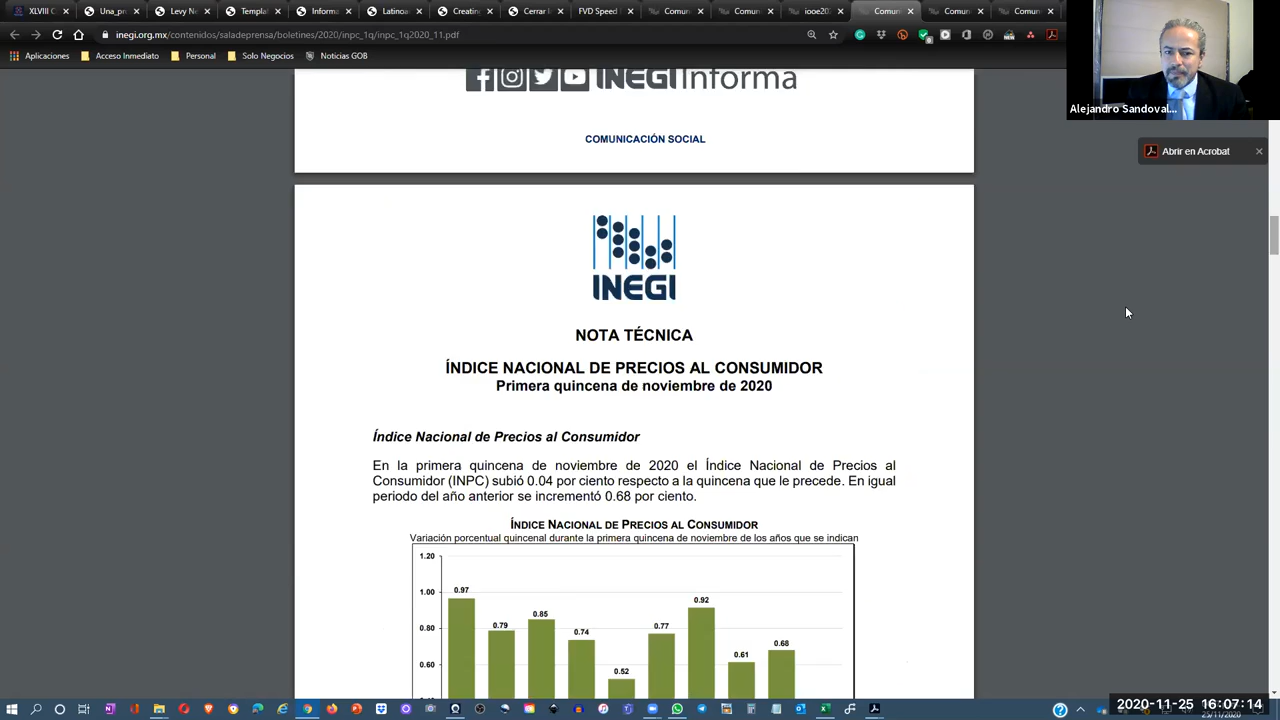 XLVIII C
Una_p
Levy N
Templa
Inform
Latino
Creatin
Cerrar
FVD Speed
Comun
iooe20
Comun
Comun
Comun
inegi.org.mx/contenidos/saladeprensa/boletines/2020/inpc_1q/inpc_1q2020_11.pdf
Aplicaciones
Acceso Inmediato
Personal
Solo Negocios
Noticias GOB
Alejandro Sandoval...
INEGI Informa
COMUNICACIÓN SOCIAL
Abrir en Acrobat
INEGI
NOTA TÉCNICA
ÍNDICE NACIONAL DE PRECIOS AL CONSUMIDOR
Primera quincena de noviembre de 2020
Índice Nacional de Precios al Consumidor
En la primera quincena de noviembre de 2020 el Índice Nacional de Precios al
Consumidor (INPC) subió 0.04 por ciento respecto a la quincena que le precede. En igual
periodo del año anterior se incrementó 0.68 por ciento.
ÍNDICE NACIONAL DE PRECIOS AL CONSUMIDOR
Variación porcentual quincenal durante la primera quincena de noviembre de los años que se indican
1.20
1.00
0.80
0.60
0.97
0.79
0.85
0.74
0.52
0.77
0.92
0.61
0.68
2020-11-25 16:07:14
25/11/2020